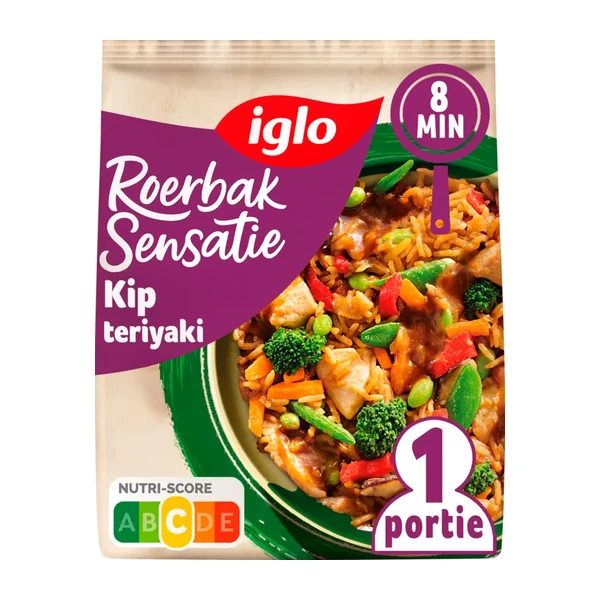 8
MIN
iglo
Roerbak
Sensatie
Kip
teriyaki
NUTRI-SCORE
A B C D E
1
portie